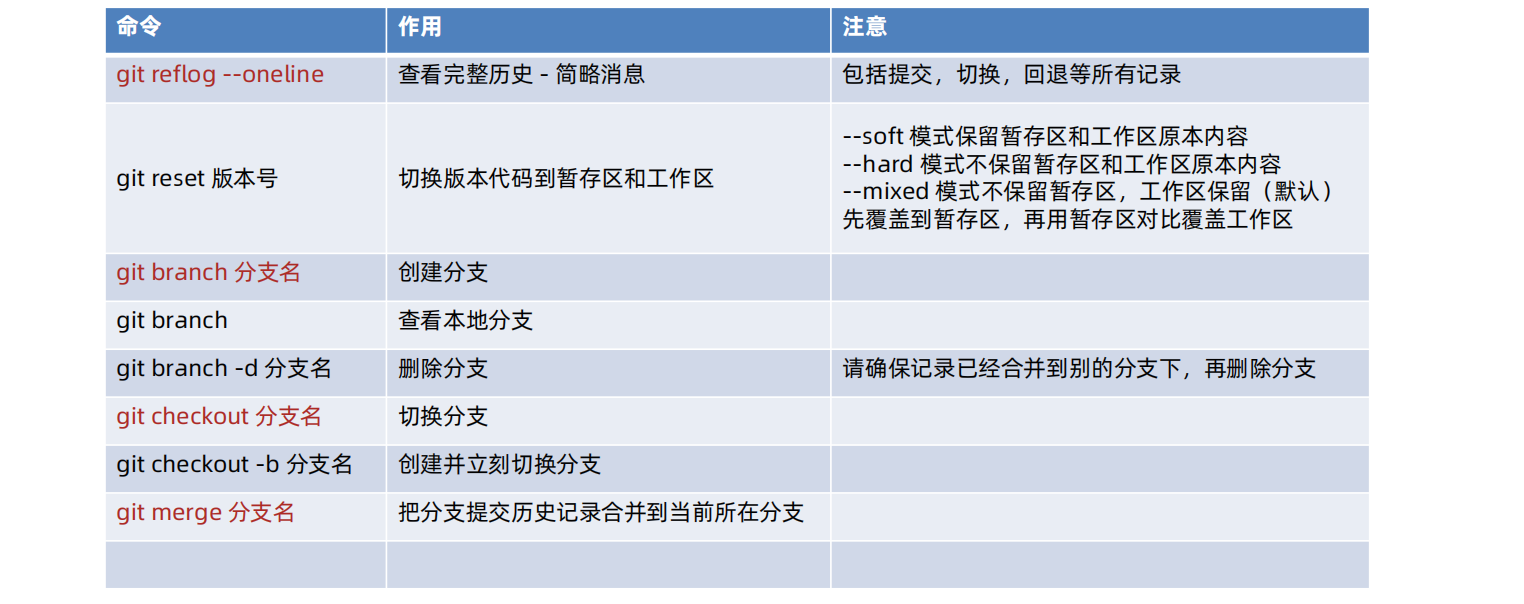 命令 作用 注意
git reflog --oneline 查看完整历史 - 简略消息 包括提交，切换，回退等所有记录
git reset 版本号 切换版本代码到暂存区和工作区 --soft 模式保留暂存区和工作区原本内容
--hard 模式不保留暂存区和工作区原本内容
--mixed 模式不保留暂存区，工作区保留（默认）
先覆盖到暂存区，再用暂存区对比覆盖工作区
git branch 分支名 创建分支
git branch 查看本地分支
git branch -d 分支名 删除分支 请确保记录已经合并到别的分支下，再删除分支
git checkout 分支名 切换分支
git checkout -b 分支名 创建并立刻切换分支
git merge 分支名 把分支提交历史记录合并到当前所在分支